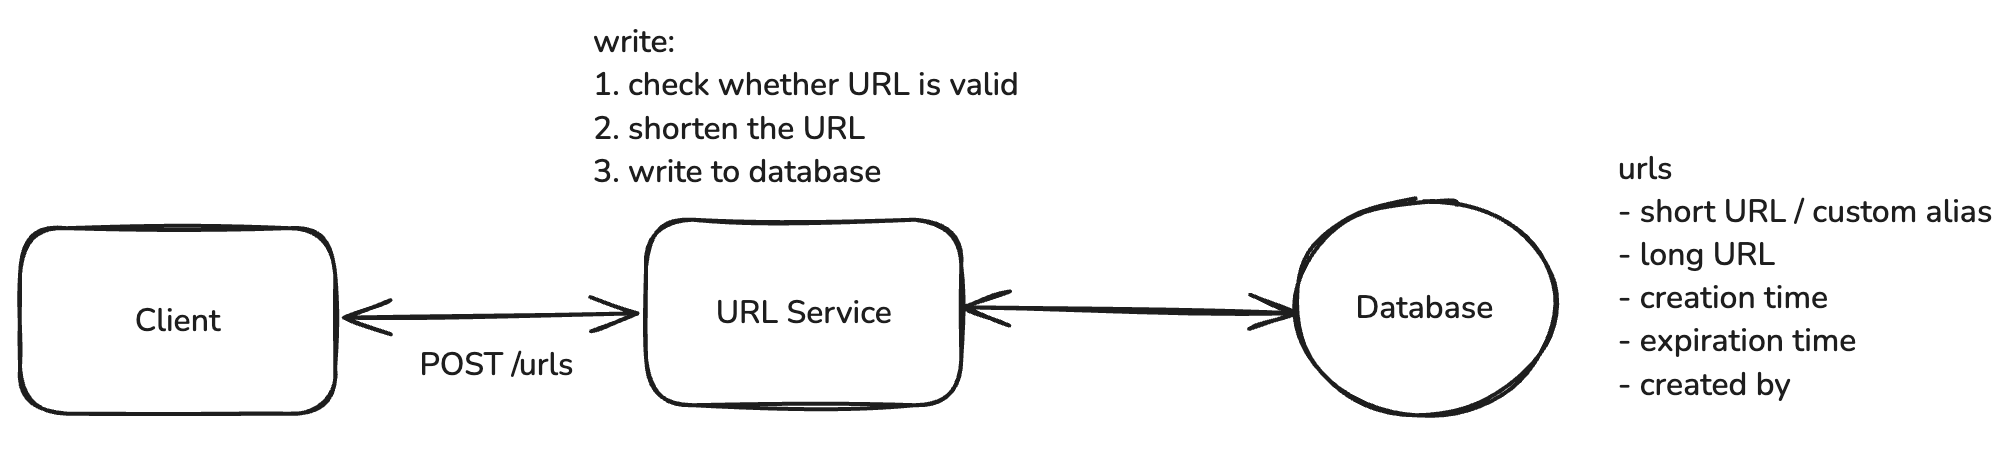 write:
1. check whether URL is valid
2. shorten the URL
3. write to database
Client
POST /urls
URL Service
Database
urls
- short URL / custom alias
- long URL
- creation time
- expiration time
- created by